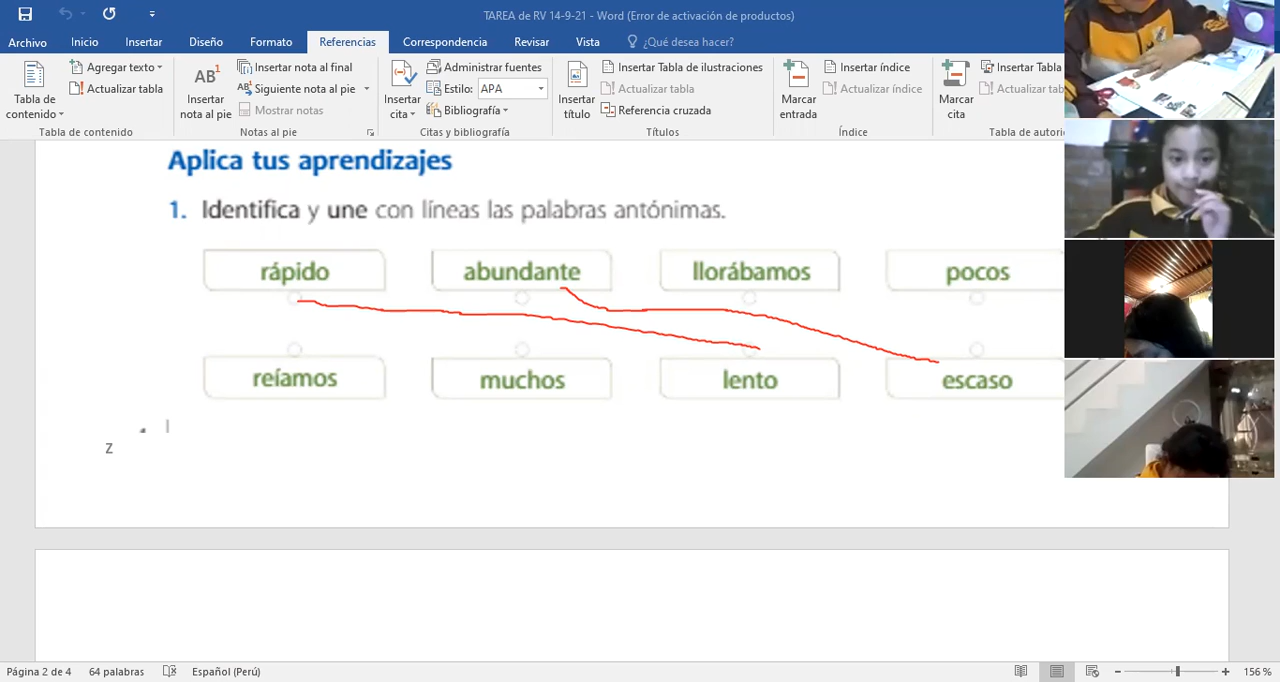 TAREA de RV 14-9-21 - Word (Error de activación de productos)
Archivo Inicio Insertar Diseño Formato Referencias Correspondencia Revisar Vista ¿Qué desea hacer?
Tabla de contenido
Agregar texto
Actualizar tabla
Tabla de contenido
AB1
Insertar nota al pie
Insertar nota al final
Siguiente nota al pie
Mostrar notas
Notas al pie
Insertar cita
Administrar fuentes
Estilo: APA
Bibliografía
Citas y bibliografía
Insertar título
Insertar Tabla de ilustraciones
Actualizar tabla
Referencia cruzada
Títulos
Marcar entrada
Insertar índice
Actualizar índice
Índice
Marcar cita
Insertar Tabla
Actualizar tab
Tabla de autori
Aplica tus aprendizajes
1. Identifica y une con líneas las palabras antónimas.
rápido abundante llorábamos pocos
reíamos muchos lento escaso
Z
Página 2 de 4 64 palabras Español (Perú) 156 %